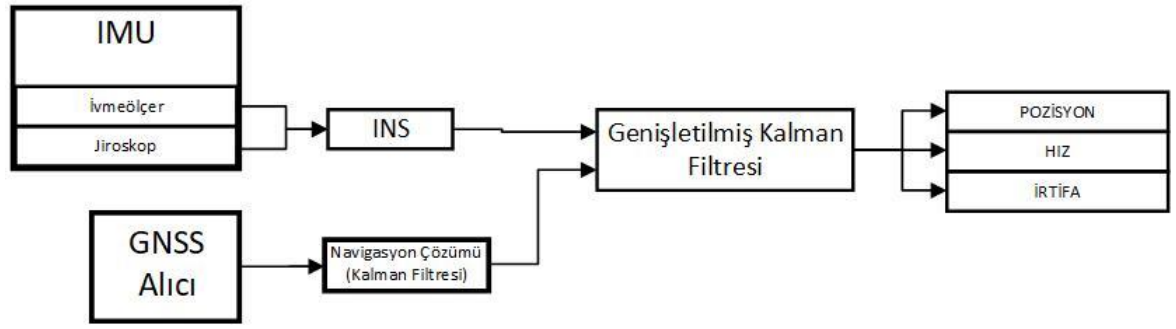 IMU
İvmeölçer
Jiroskop
INS
GNSS
Alıcı
Navigasyon Çözümü
(Kalman Filtresi)
Genişletilmiş Kalman
Filtresi
POZİSYON
HIZ
İRTİFA